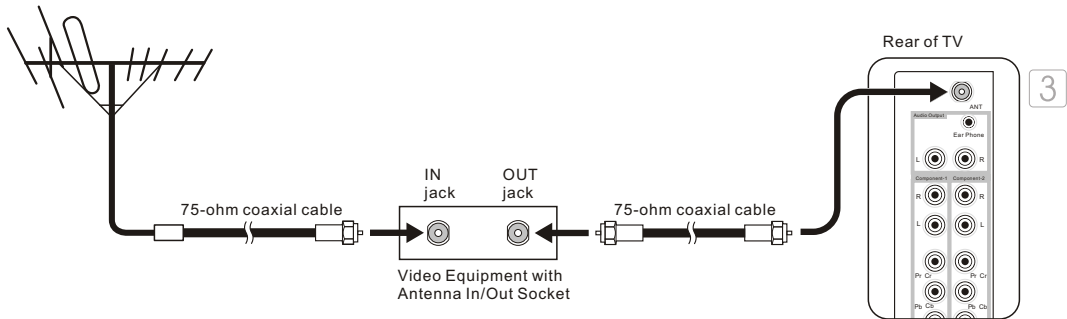 Rear of TV
3
ANT
Audio Output
Ear Phone
L R
Component-1 Component-2
R R
L L
Pr Cr Pr Cr
Pb Cb Pb Cb
IN jack
OUT jack
75-ohm coaxial cable
75-ohm coaxial cable
Video Equipment with
Antenna In/Out Socket